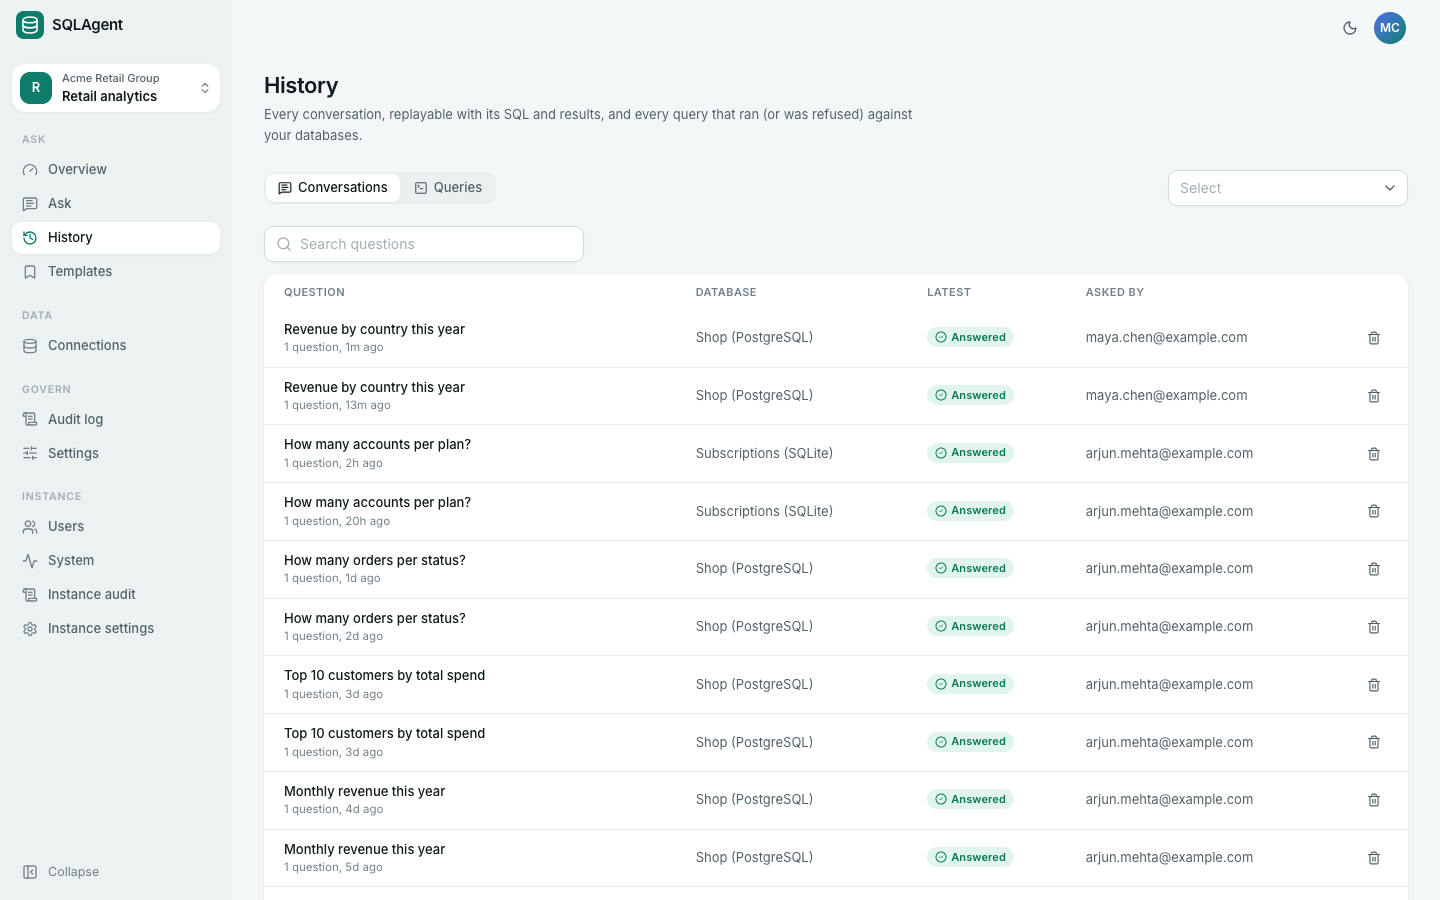 SQLAgent
MC
R
Acme Retail Group
Retail analytics
ASK
Overview
Ask
History
Templates
DATA
Connections
GOVERN
Audit log
Settings
INSTANCE
Users
System
Instance audit
Instance settings
Collapse
History
Every conversation, replayable with its SQL and results, and every query that ran (or was refused) against
your databases.
Conversations
Queries
Select
Search questions
QUESTION DATABASE LATEST ASKED BY
Revenue by country this year
1 question, 1m ago
Shop (PostgreSQL)
Answered
maya.chen@example.com
Revenue by country this year
1 question, 13m ago
Shop (PostgreSQL)
Answered
maya.chen@example.com
How many accounts per plan?
1 question, 2h ago
Subscriptions (SQLite)
Answered
arjun.mehta@example.com
How many accounts per plan?
1 question, 20h ago
Subscriptions (SQLite)
Answered
arjun.mehta@example.com
How many orders per status?
1 question, 1d ago
Shop (PostgreSQL)
Answered
arjun.mehta@example.com
How many orders per status?
1 question, 2d ago
Shop (PostgreSQL)
Answered
arjun.mehta@example.com
Top 10 customers by total spend
1 question, 3d ago
Shop (PostgreSQL)
Answered
arjun.mehta@example.com
Top 10 customers by total spend
1 question, 3d ago
Shop (PostgreSQL)
Answered
arjun.mehta@example.com
Monthly revenue this year
1 question, 4d ago
Shop (PostgreSQL)
Answered
arjun.mehta@example.com
Monthly revenue this year
1 question, 5d ago
Shop (PostgreSQL)
Answered
arjun.mehta@example.com